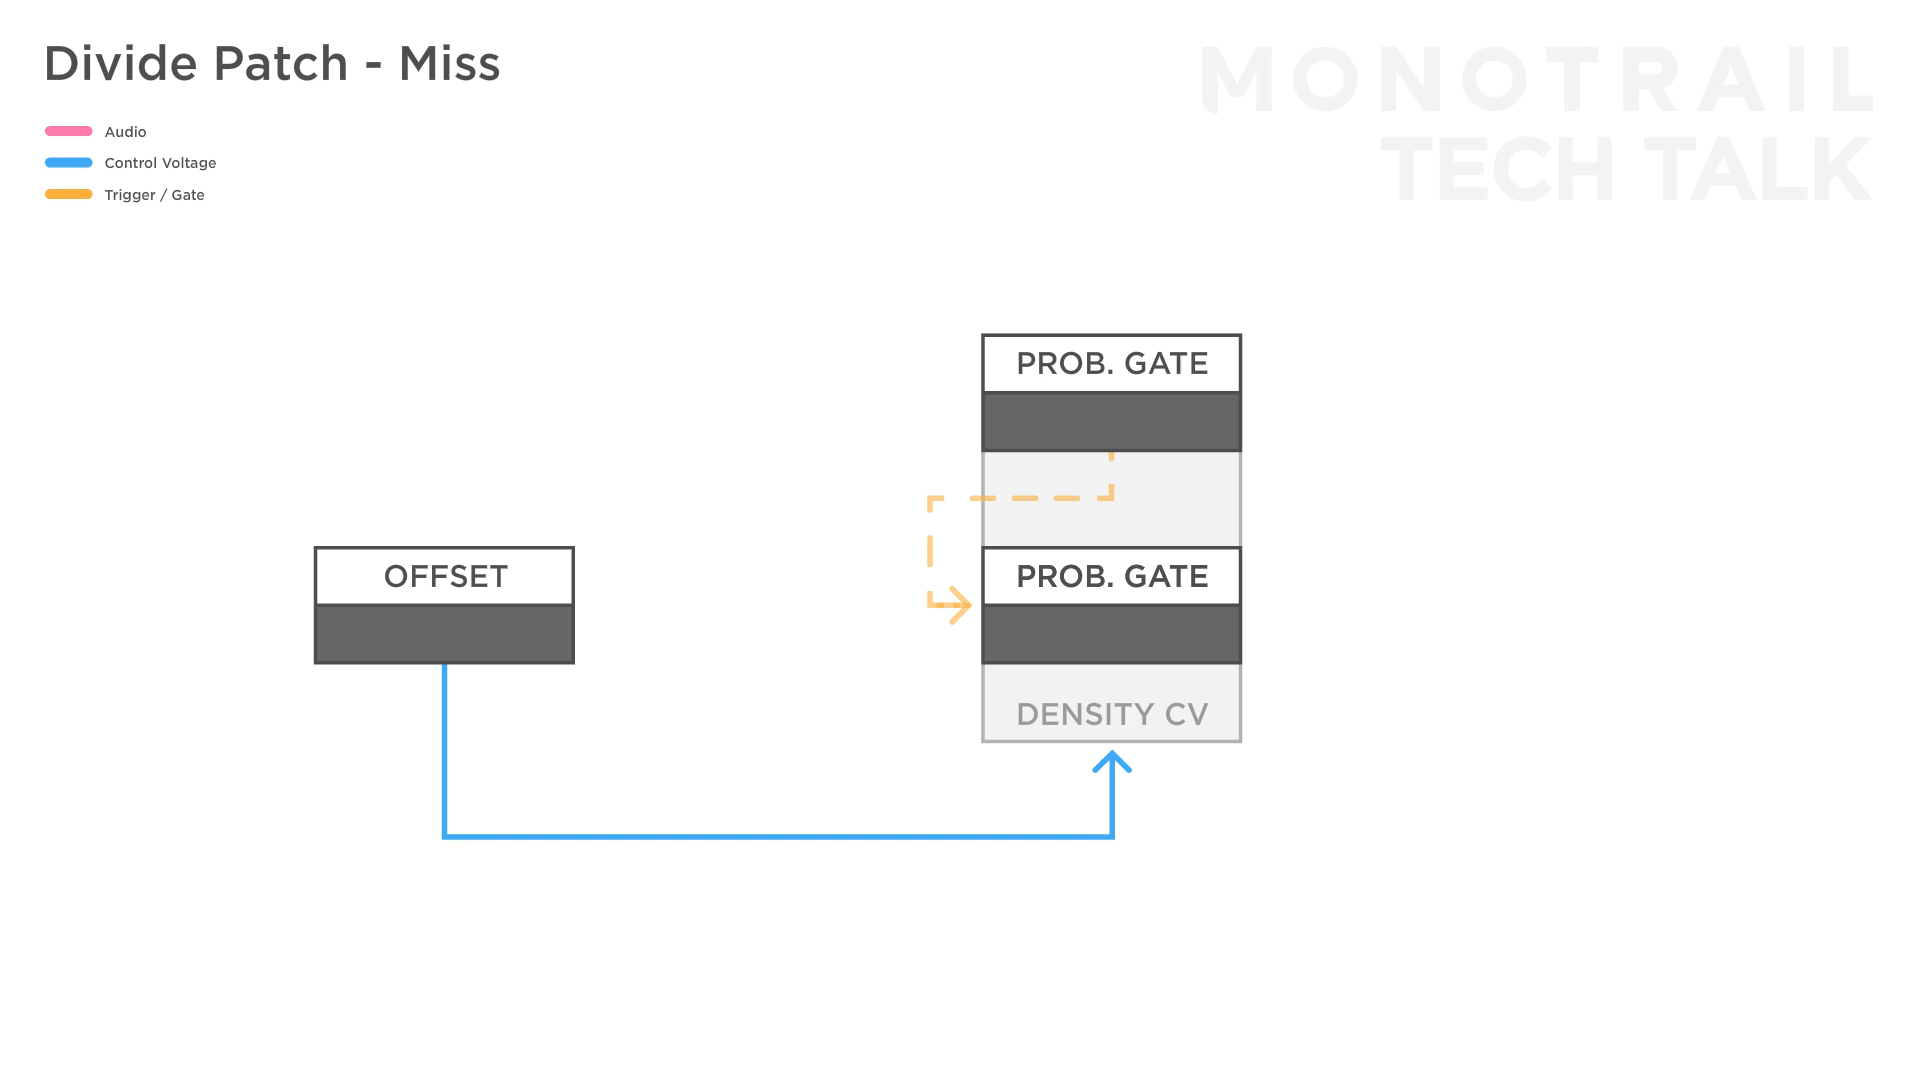 Divide Patch - Miss
MONOTRAIL
TECH TALK
Audio
Control Voltage
Trigger / Gate
PROB. GATE
OFFSET
PROB. GATE
DENSITY CV